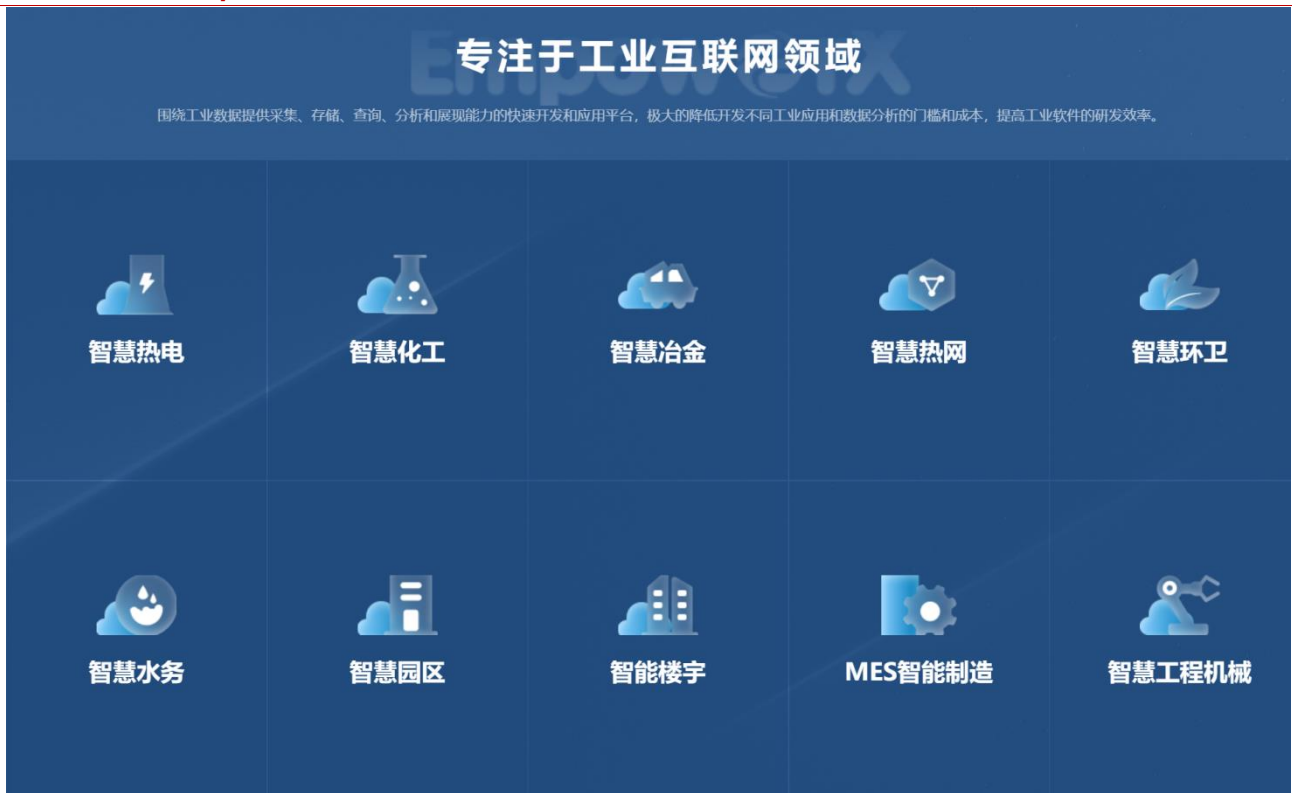 EmpowerX
专注于工业互联网领域
围绕工业数据提供采集、存储、查询、分析和展现能力的快速开发和应用平台，极大的降低开发不同工业应用和数据分析的门槛和成本，提高工业软件的研发效率。
智慧热电 智慧化工 智慧冶金 智慧热网 智慧环卫
智慧水务 智慧园区 智能楼宇 MES智能制造 智慧工程机械